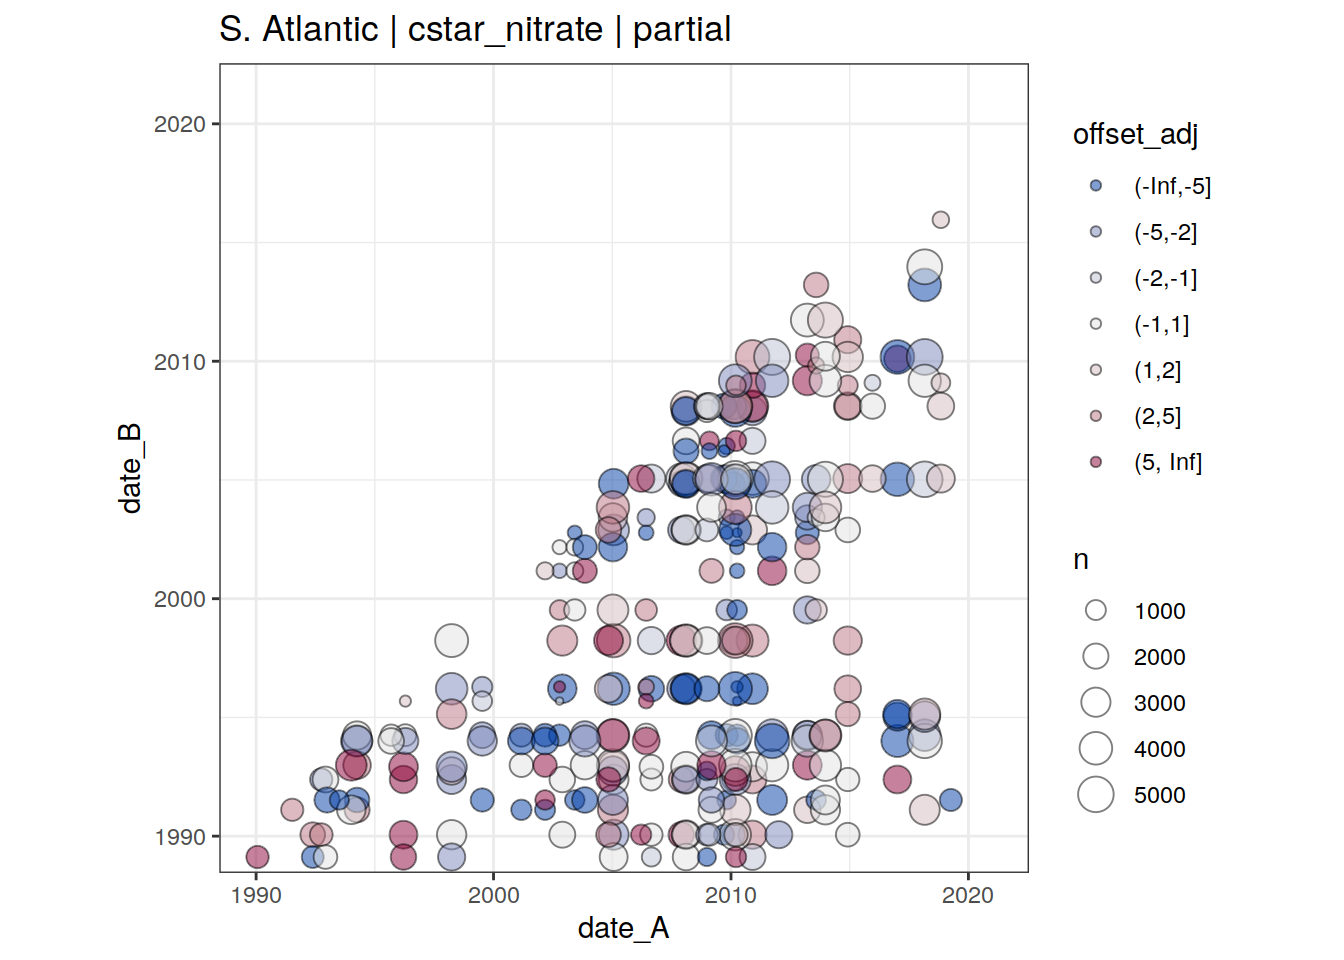 S. Atlantic | cstar_nitrate | partial
date_B
2020
2010
2000
1990
1990
2000
2010
2020
date_A
offset_adj
(-Inf,-5]
(-5,-2]
(-2,-1]
(-1,1]
(1,2]
(2,5]
(5, Inf]
n
1000
2000
3000
4000
5000